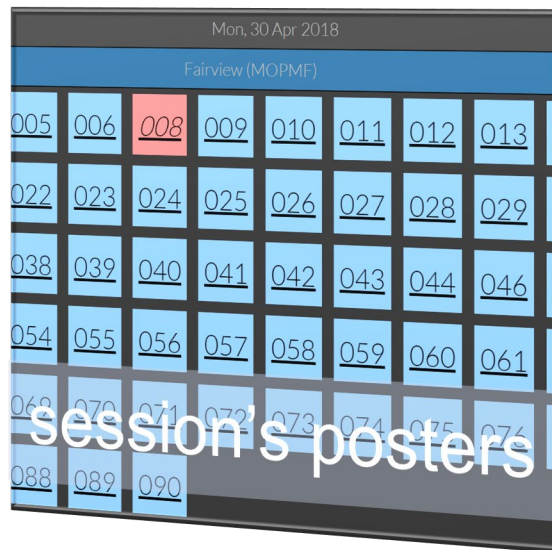 Mon, 30 Apr 2018
Fairview (MOPMF)
005 006 008 009 010 011 012 013
022 023 024 025 026 027 028 029
038 039 040 041 042 043 044 046
054 055 056 057 058 059 060 061
069 070 071 072 073 074 075 076
session's posters
088 089 090